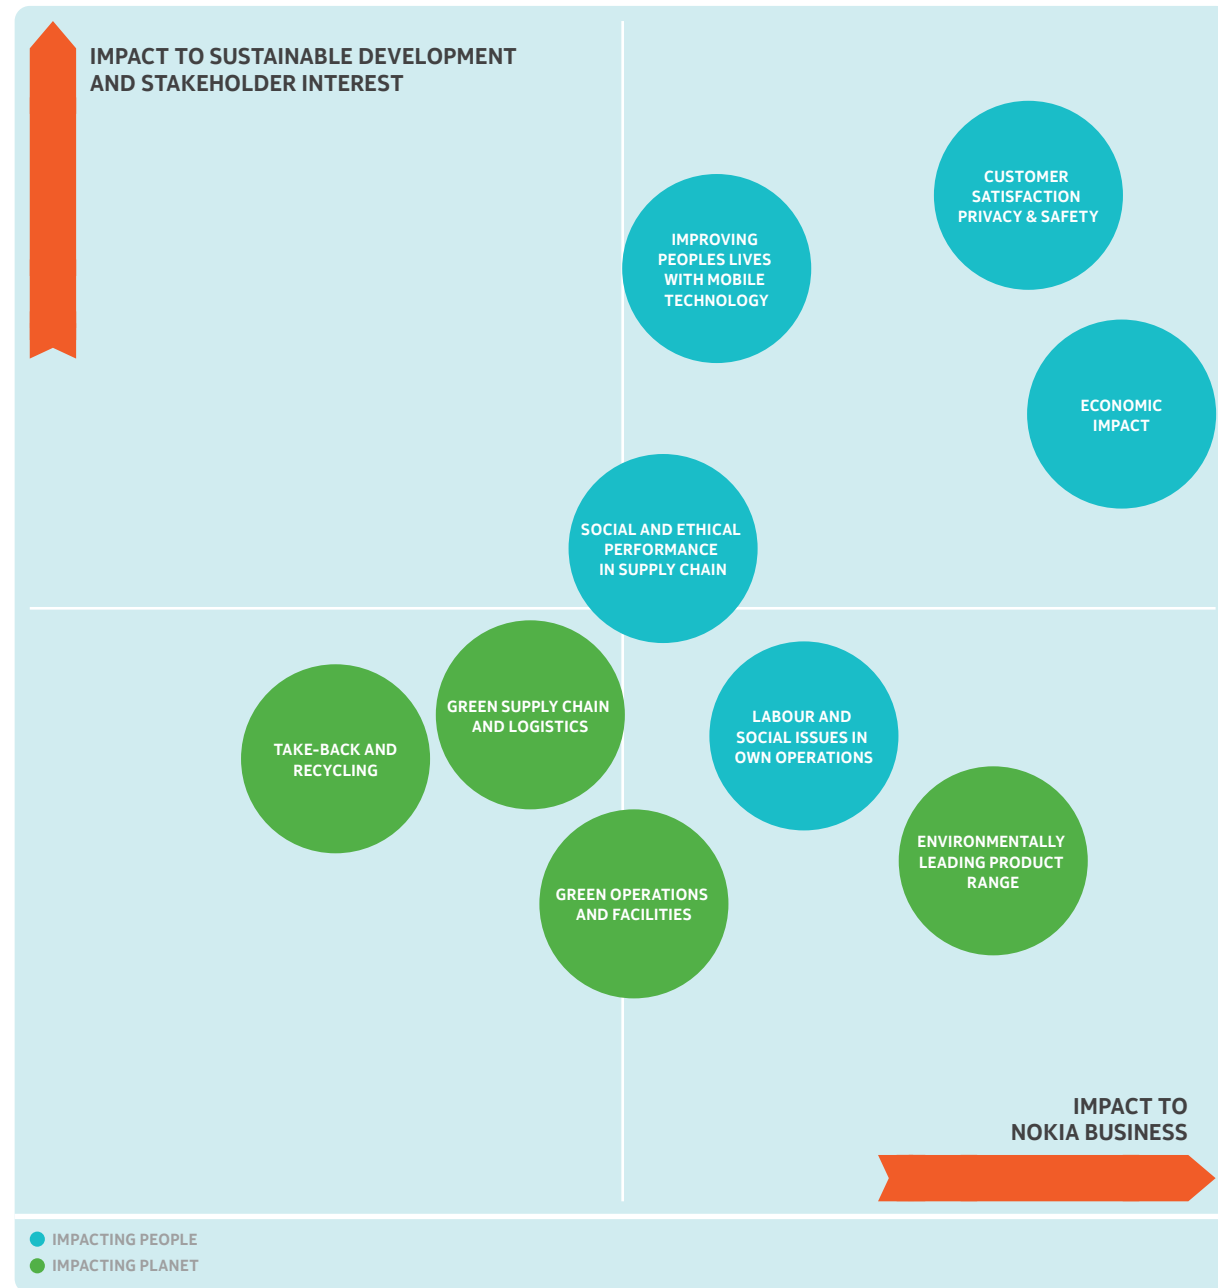 IMPACT TO SUSTAINABLE DEVELOPMENT
AND STAKEHOLDER INTEREST
CUSTOMER
SATISFACTION
PRIVACY & SAFETY
IMPROVING
PEOPLES LIVES
WITH MOBILE
TECHNOLOGY
ECONOMIC
IMPACT
SOCIAL AND ETHICAL
PERFORMANCE
IN SUPPLY CHAIN
GREEN SUPPLY CHAIN
AND LOGISTICS
LABOUR AND
SOCIAL ISSUES IN
OWN OPERATIONS
TAKE-BACK AND
RECYCLING
ENVIRONMENTALLY
LEADING PRODUCT
RANGE
GREEN OPERATIONS
AND FACILITIES
IMPACT TO
NOKIA BUSINESS
IMPACTING PEOPLE
IMPACTING PLANET